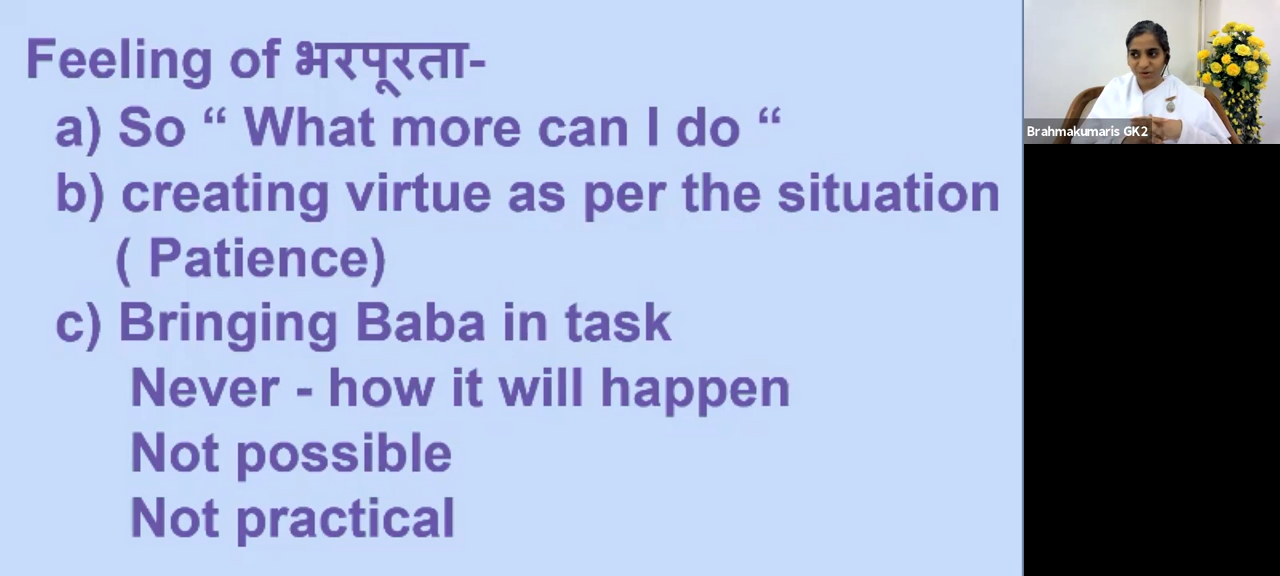 Feeling of भरपूरता-
a) So “ What more can I do “
b) creating virtue as per the situation
( Patience)
c) Bringing Baba in task
Never - how it will happen
Not possible
Not practical
Brahmakumaris GK2